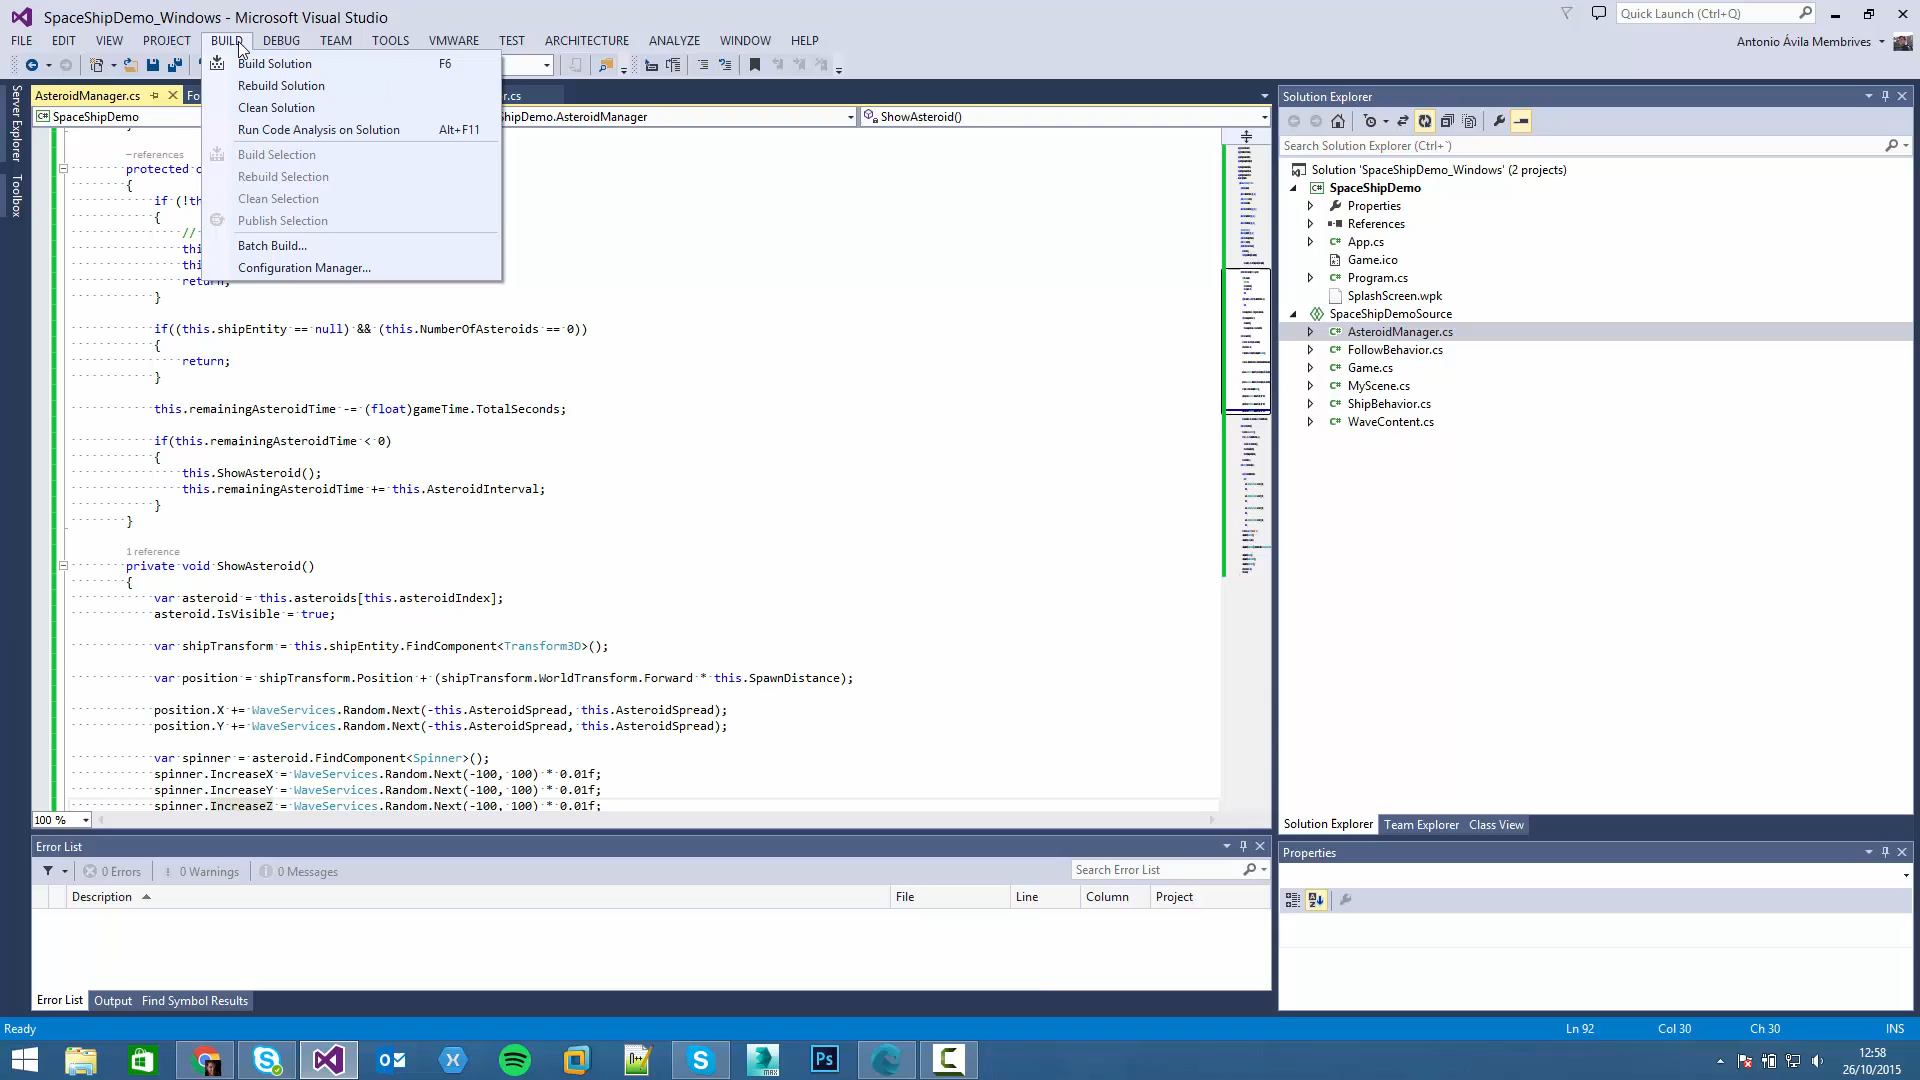 SpaceShipDemo_Windows - Microsoft Visual Studio
Quick Launch (Ctrl+Q)
FILE EDIT VIEW PROJECT BUILD DEBUG TEAM TOOLS VMWARE TEST ARCHITECTURE ANALYZE WINDOW HELP
Antonio Ávila Membrives
Build Solution F6
Rebuild Solution
Clean Solution
Run Code Analysis on Solution Alt+F11
Build Selection
Rebuild Selection
Clean Selection
Publish Selection
Batch Build...
Configuration Manager...
Server Explorer
Toolbox
AsteroidManager.cs
SpaceShipDemo
ShowAsteroid()
references
protected
{
if
{
//
}
if((this.shipEntity == null) && (this.NumberOfAsteroids == 0))
{
return;
}
this.remainingAsteroidTime -= (float)gameTime.TotalSeconds;
if(this.remainingAsteroidTime < 0)
{
this.ShowAsteroid();
this.remainingAsteroidTime += this.AsteroidInterval;
}
}
1 reference
private void ShowAsteroid()
{
var asteroid = this.asteroids[this.asteroidIndex];
asteroid.IsVisible = true;
var shipTransform = this.shipEntity.FindComponent<Transform3D>();
var position = shipTransform.Position + (shipTransform.WorldTransform.Forward * this.SpawnDistance);
position.X += WaveServices.Random.Next(-this.AsteroidSpread, this.AsteroidSpread);
position.Y += WaveServices.Random.Next(-this.AsteroidSpread, this.AsteroidSpread);
var spinner = asteroid.FindComponent<Spinner>();
spinner.IncreaseX = WaveServices.Random.Next(-100, 100) * 0.01f;
spinner.IncreaseY = WaveServices.Random.Next(-100, 100) * 0.01f;
spinner.IncreaseZ = WaveServices.Random.Next(-100, 100) * 0.01f;
100 %
Solution Explorer
Search Solution Explorer (Ctrl+`)
Solution 'SpaceShipDemo_Windows' (2 projects)
SpaceShipDemo
Properties
References
App.cs
Game.ico
Program.cs
SplashScreen.wpk
SpaceShipDemoSource
AsteroidManager.cs
FollowBehavior.cs
Game.cs
MyScene.cs
ShipBehavior.cs
WaveContent.cs
Solution Explorer Team Explorer Class View
Properties
Error List
0 Errors 0 Warnings 0 Messages
Search Error List
Description File Line Column Project
Error List Output Find Symbol Results
Ready
Ln 92 Col 30 Ch 30 INS
12:58
26/10/2015